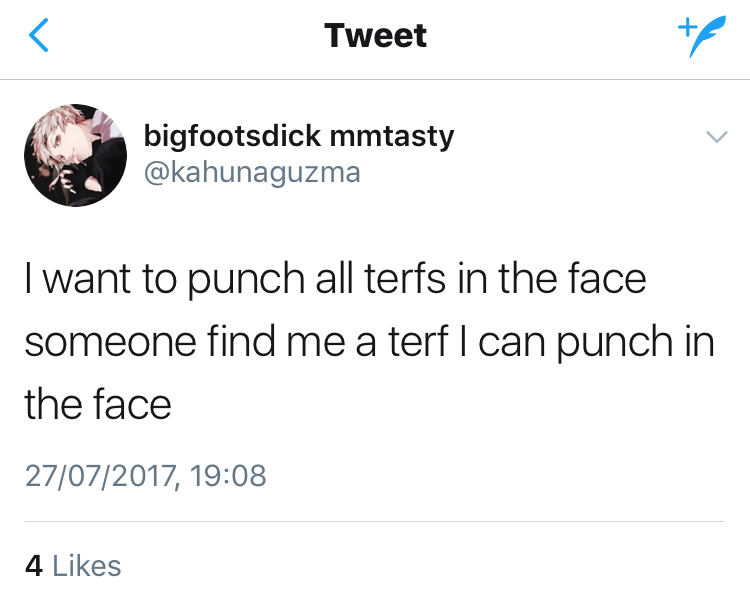 Tweet
bigfootsdick mmtasty
@kahunaguzma
I want to punch all terfs in the face
someone find me a terf I can punch in
the face
27/07/2017, 19:08
4 Likes